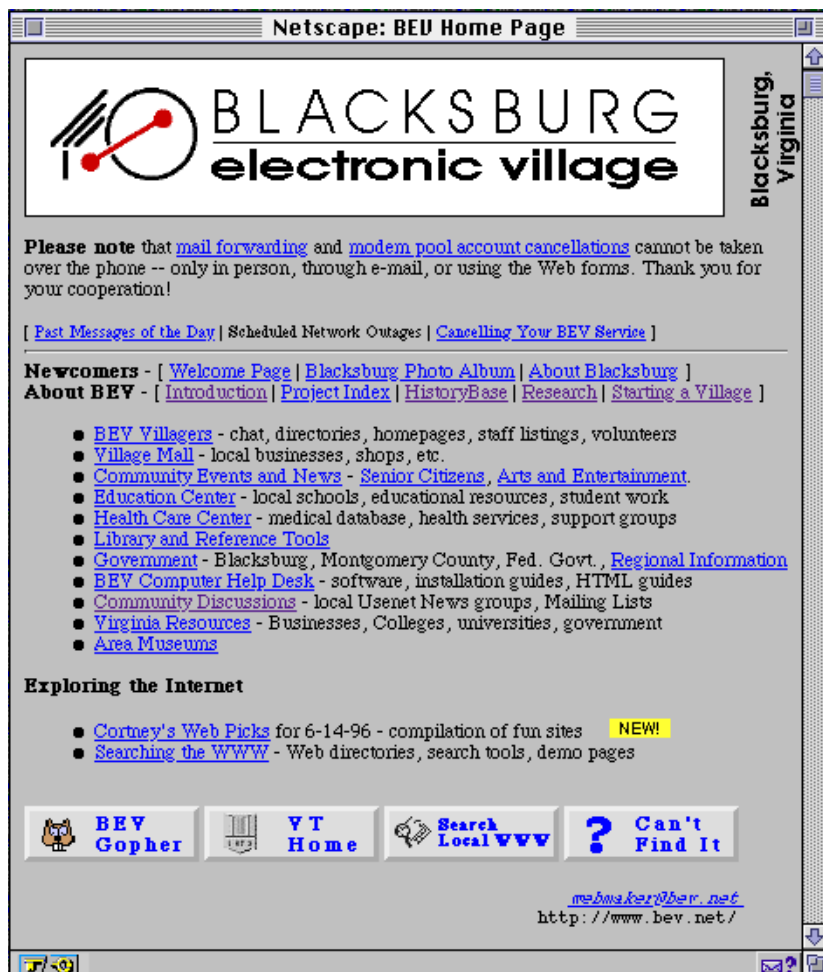 Netscape: BEV Home Page
BLACKSBURG
electronic village
Blacksburg,
Virginia
Please note that mail forwarding and modem pool account cancellations cannot be taken
over the phone -- only in person, through e-mail, or using the Web forms. Thank you for
your cooperation!
[ Past Messages of the Day | Scheduled Network Outages | Cancelling Your BEV Service ]
Newcomers - [ Welcome Page | Blacksburg Photo Album | About Blacksburg ]
About BEV - [ Introduction | Project Index | HistoryBase | Research | Starting a Village ]
● BEV Villagers - chat, directories, homepages, staff listings, volunteers
● Village Mall - local businesses, shops, etc.
● Community Events and News - Senior Citizens, Arts and Entertainment.
● Education Center - local schools, educational resources, student work
● Health Care Center - medical database, health services, support groups
● Library and Reference Tools
● Government - Blacksburg, Montgomery County, Fed. Govt., Regional Information
● BEV Computer Help Desk - software, installation guides, HTML guides
● Community Discussions - local Usenet News groups, Mailing Lists
● Virginia Resources - Businesses, Colleges, universities, government
● Area Museums
Exploring the Internet
● Cortney's Web Picks for 6-14-96 - compilation of fun sites NEW!
● Searching the WWW - Web directories, search tools, demo pages
BEV
Gopher
VT
Home
Search
Local WWW
? Can't
Find It
webmaker@bev.net
http://www.bev.net/